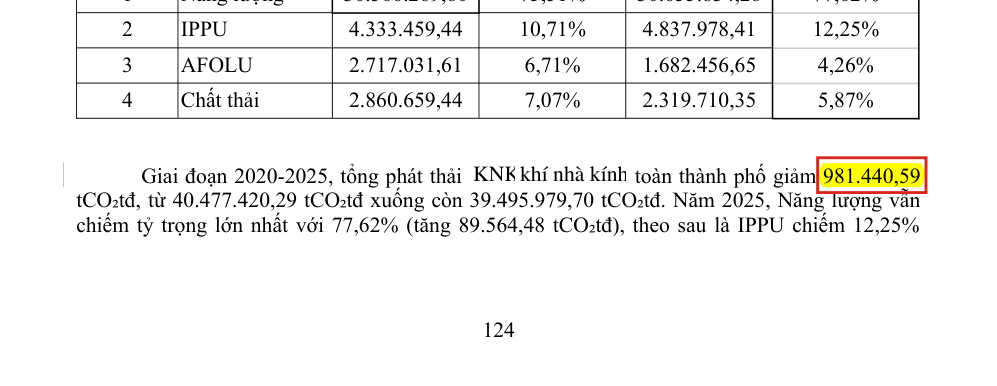 2 IPPU 4.333.459,44 10,71% 4.837.978,41 12,25%
3 AFOLU 2.717.031,61 6,71% 1.682.456,65 4,26%
4 Chất thải 2.860.659,44 7,07% 2.319.710,35 5,87%
Giai đoạn 2020-2025, tổng phát thải KNK khí nhà kính toàn thành phố giảm 981.440,59
tCO₂tđ, từ 40.477.420,29 tCO₂tđ xuống còn 39.495.979,70 tCO₂tđ. Năm 2025, Năng lượng vẫn
chiếm tỷ trọng lớn nhất với 77,62% (tăng 89.564,48 tCO₂tđ), theo sau là IPPU chiếm 12,25%
124